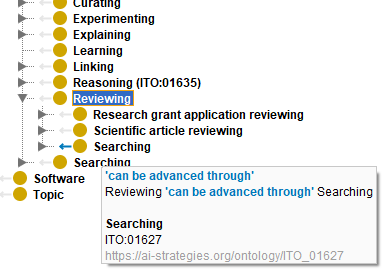 Curating
Experimenting
Explaining
Learning
Linking
Reasoning (ITO:01635)
Reviewing
Research grant application reviewing
Scientific article reviewing
Searching
Searching
Software
Topic
'can be advanced through'
Reviewing 'can be advanced through' Searching
Searching
ITO:01627
https://ai-strategies.org/ontology/ITO_01627